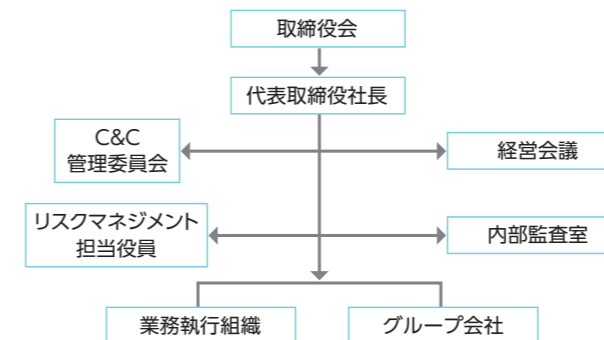 取締役会
代表取締役社長
C&C
管理委員会
経営会議
リスクマネジメント
担当役員
内部監査室
業務執行組織
グループ会社